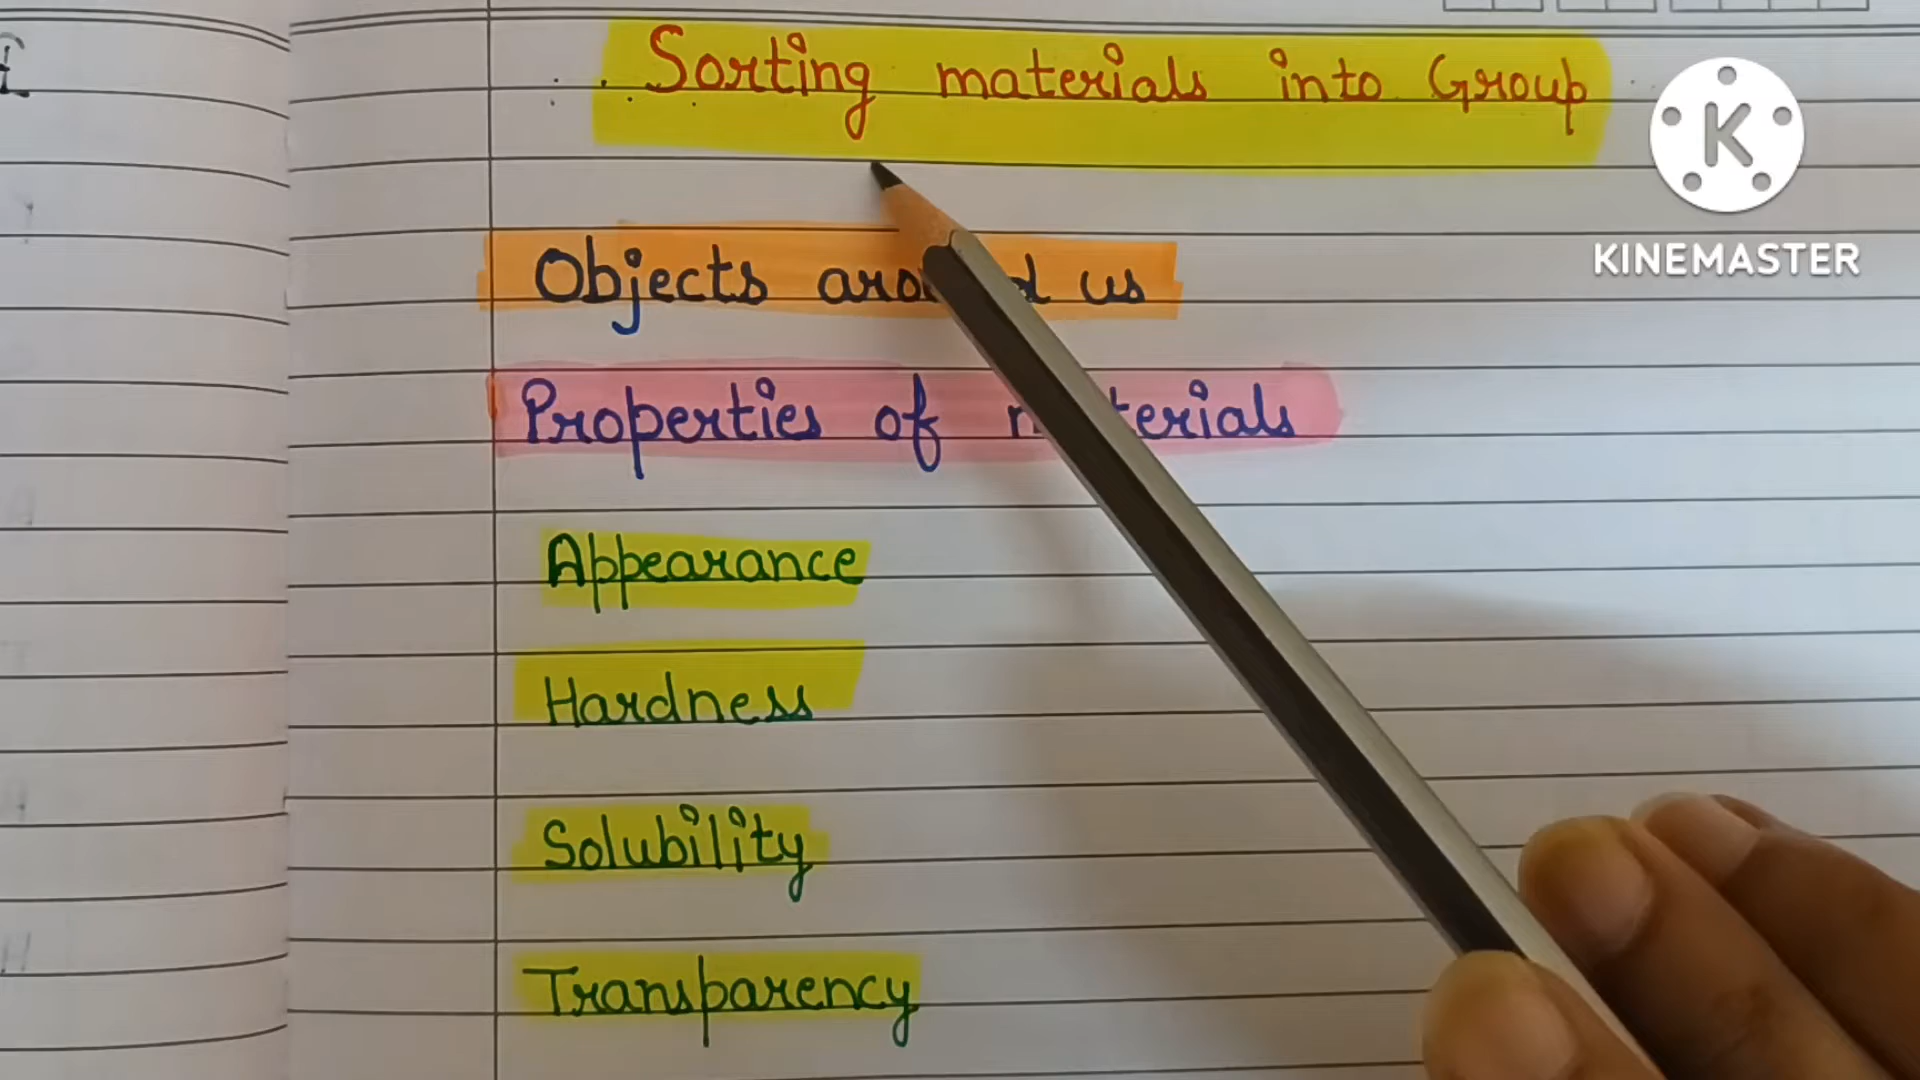 Sorting materials into Group
KINEMASTER
Objects us
Properties of
Appearance
Hardness
Solubility
Transparency